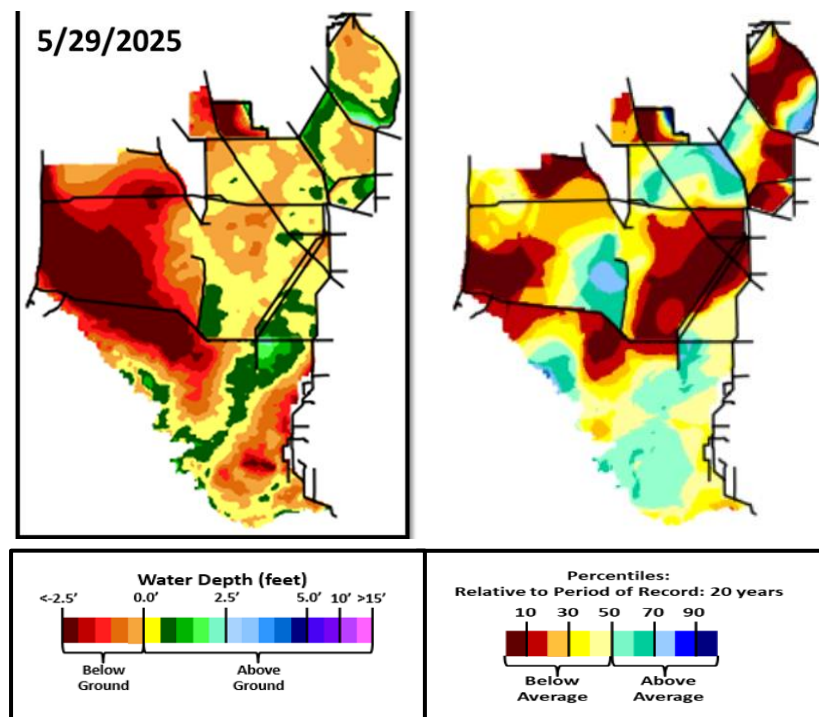 5/29/2025
Water Depth (feet)
<-2.5' 0.0' 2.5' 5.0' 10' >15'
Below Ground
Above Ground
Percentiles:
Relative to Period of Record: 20 years
10 30 50 70 90
Below Average
Above Average